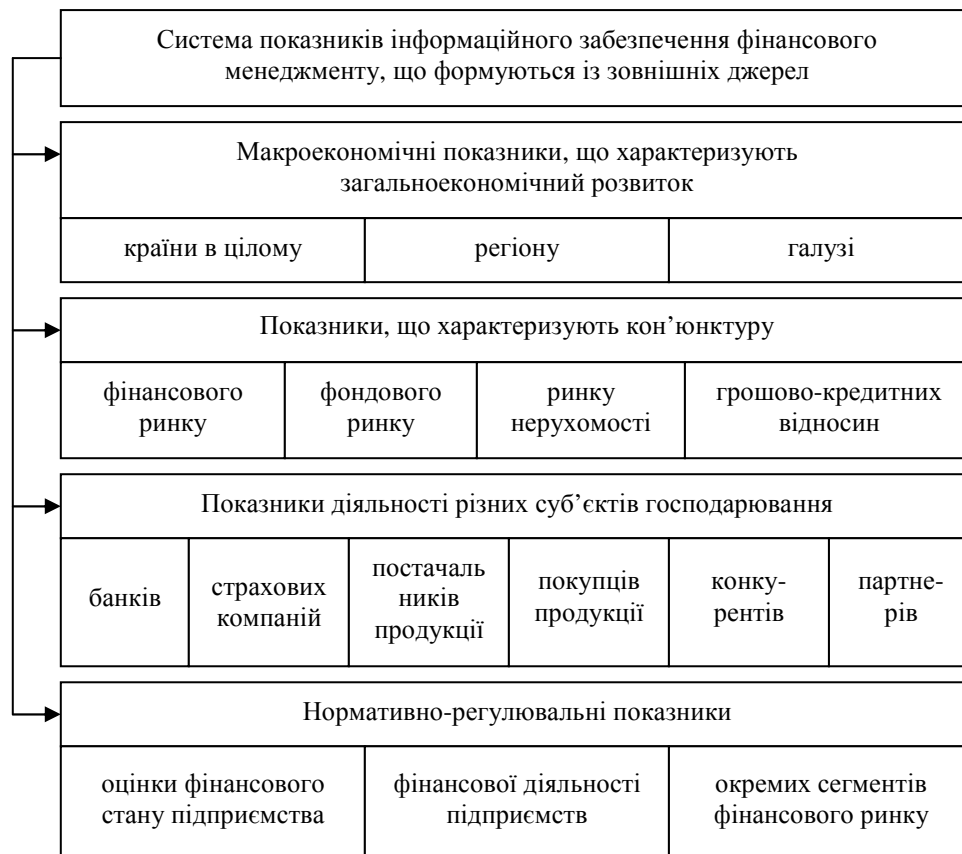 Система показників інформаційного забезпечення фінансового
менеджменту, що формуються із зовнішніх джерел
Макроекономічні показники, що характеризують
загальноекономічний розвиток
країни в цілому
регіону
галузі
Показники, що характеризують кон’юнктуру
фінансового
ринку
фондового
ринку
ринку
нерухомості
грошово-кредитних
відносин
Показники діяльності різних суб’єктів господарювання
банків
страхових
компаній
постачаль
ників
продукції
покупців
продукції
конку-
рентів
партне-
рів
Нормативно-регулювальні показники
оцінки фінансового
стану підприємства
фінансової діяльності
підприємств
окремих сегментів
фінансового ринку